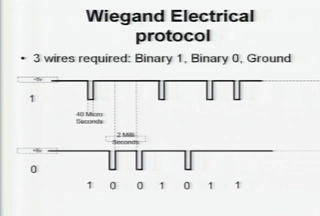 Wiegand Electrical
protocol
• 3 wires required: Binary 1, Binary 0, Ground
1
40 Micro
Seconds
2 Milli
Seconds
0
1 0 0 1 0 1 1